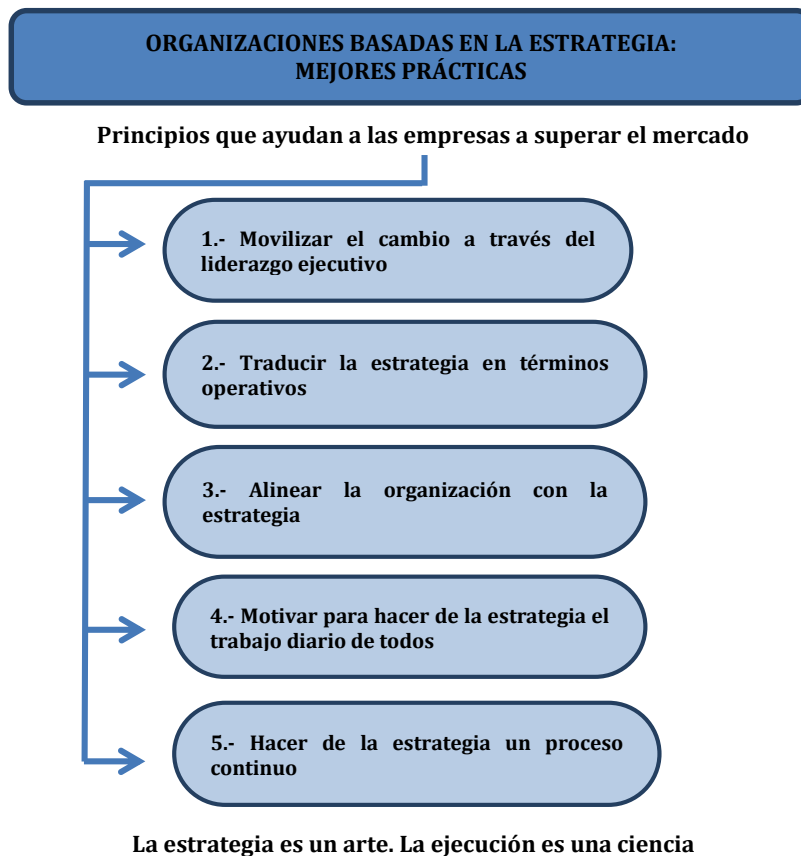 ORGANIZACIONES BASADAS EN LA ESTRATEGIA:
MEJORES PRÁCTICAS
Principios que ayudan a las empresas a superar el mercado
1.- Movilizar el cambio a través del
liderazgo ejecutivo
2.- Traducir la estrategia en términos
operativos
3.- Alinear la organización con la
estrategia
4.- Motivar para hacer de la estrategia el
trabajo diario de todos
5.- Hacer de la estrategia un proceso
continuo
La estrategia es un arte. La ejecución es una ciencia